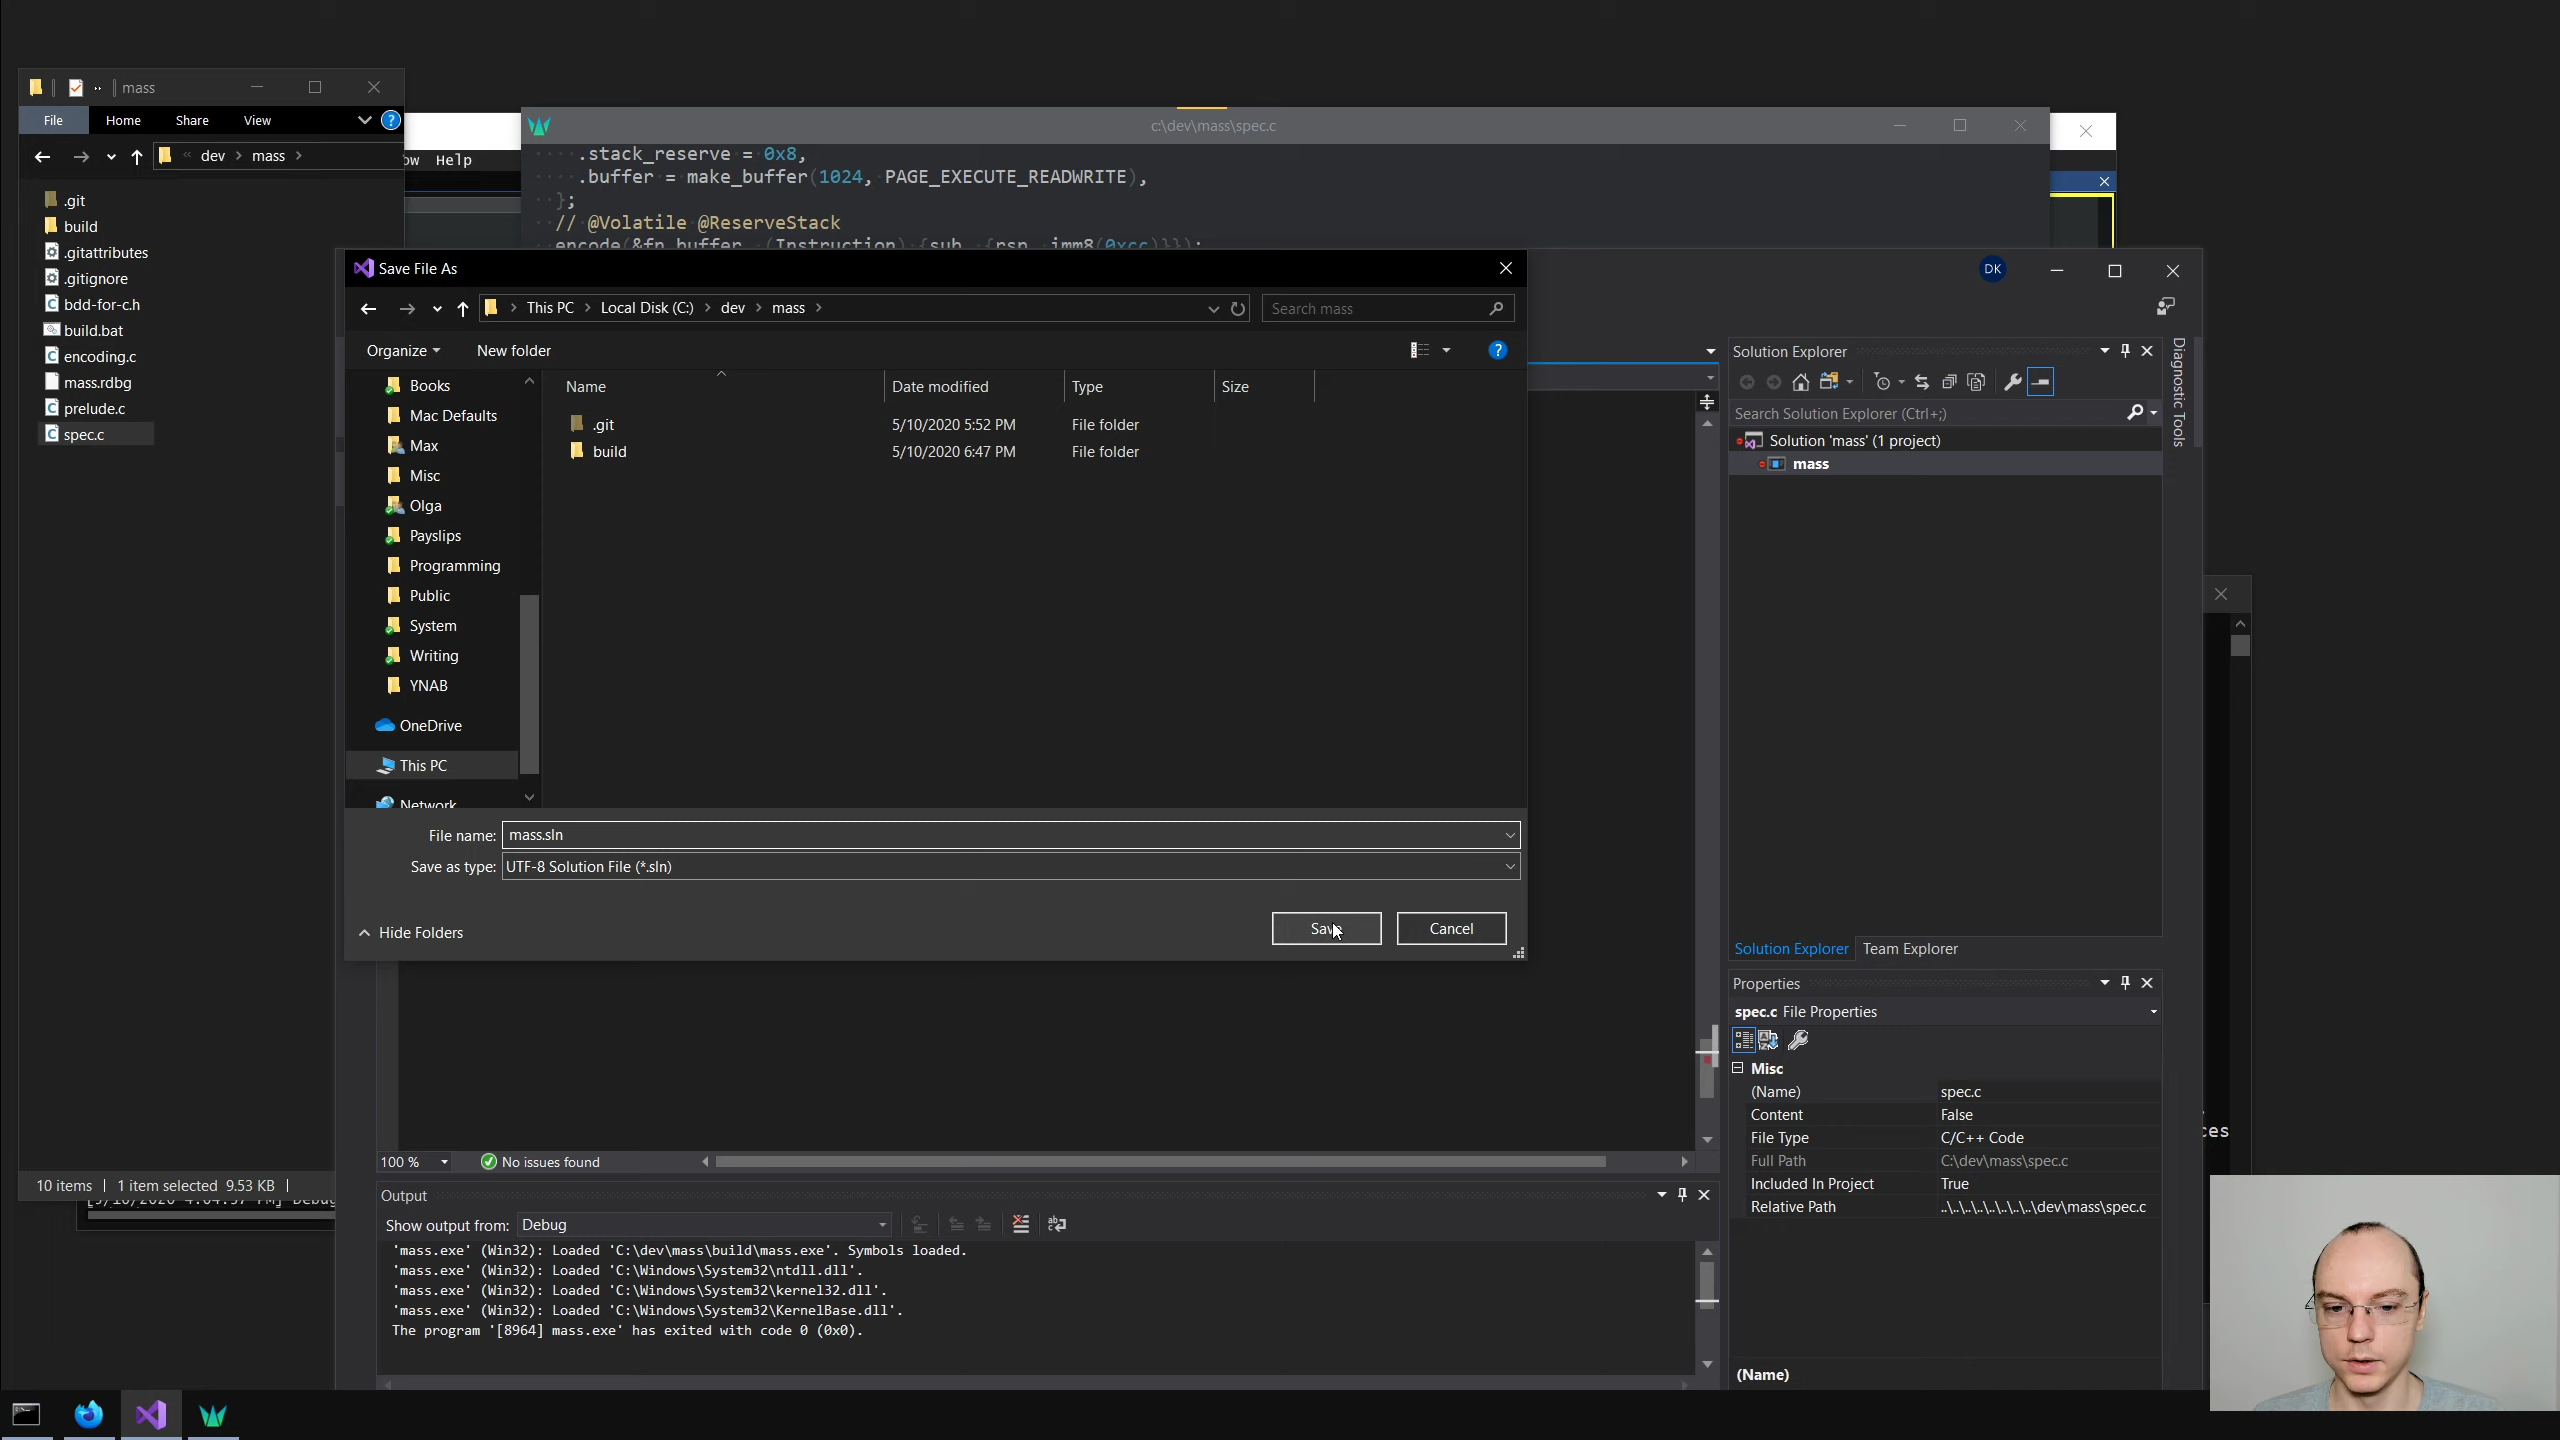 mass
File
Home
Share
View
dev
mass
.git
build
.gitattributes
.gitignore
bdd-for-c.h
build.bat
encoding.c
mass.rdbg
prelude.c
spec.c
10 items
1 item selected 9.53 KB
Help
c:\dev\mass\spec.c
.stack_reserve = 0x8,
.buffer = make_buffer(1024, PAGE_EXECUTE_READWRITE),
};
// @Volatile @ReserveStack
encode(&fn_buffer, (Instruction) {sub, {rsp, imm8(0xcc)}});
Save File As
This PC
Local Disk (C:)
dev
mass
Search mass
Organize
New folder
Books
Mac Defaults
Max
Misc
Olga
Payslips
Programming
Public
System
Writing
YNAB
OneDrive
This PC
Network
Name
Date modified
Type
Size
.git
5/10/2020 5:52 PM
File folder
build
5/10/2020 6:47 PM
File folder
File name:
mass.sln
Save as type:
UTF-8 Solution File (*.sln)
Hide Folders
Save
Cancel
DK
Solution Explorer
Search Solution Explorer (Ctrl+;)
Solution 'mass' (1 project)
mass
Diagnostic Tools
Solution Explorer
Team Explorer
Properties
spec.c File Properties
Misc
(Name)
spec.c
Content
False
File Type
C/C++ Code
Full Path
C:\dev\mass\spec.c
Included In Project
True
Relative Path
..\..\..\..\..\..\..\dev\mass\spec.c
(Name)
100 %
No issues found
Output
Show output from:
Debug
'mass.exe' (Win32): Loaded 'C:\dev\mass\build\mass.exe'. Symbols loaded.
'mass.exe' (Win32): Loaded 'C:\Windows\System32\ntdll.dll'.
'mass.exe' (Win32): Loaded 'C:\Windows\System32\kernel32.dll'.
'mass.exe' (Win32): Loaded 'C:\Windows\System32\KernelBase.dll'.
The program '[8964] mass.exe' has exited with code 0 (0x0).